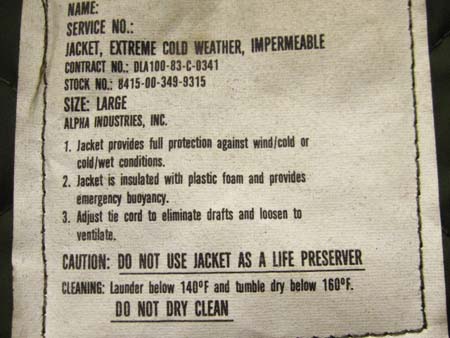 NAME:
SERVICE NO.:
JACKET, EXTREME COLD WEATHER, IMPERMEABLE
CONTRACT NO.: DLA100-83-C-0341
STOCK NO.: 8415-00-349-9315
SIZE: LARGE
ALPHA INDUSTRIES, INC.
1. Jacket provides full protection against wind/cold or
cold/wet conditions.
2. Jacket is insulated with plastic foam and provides
emergency buoyancy.
3. Adjust tie cord to eliminate drafts and loosen to
ventilate.
CAUTION: DO NOT USE JACKET AS A LIFE PRESERVER
CLEANING: Launder below 140°F and tumble dry below 160°F.
DO NOT DRY CLEAN